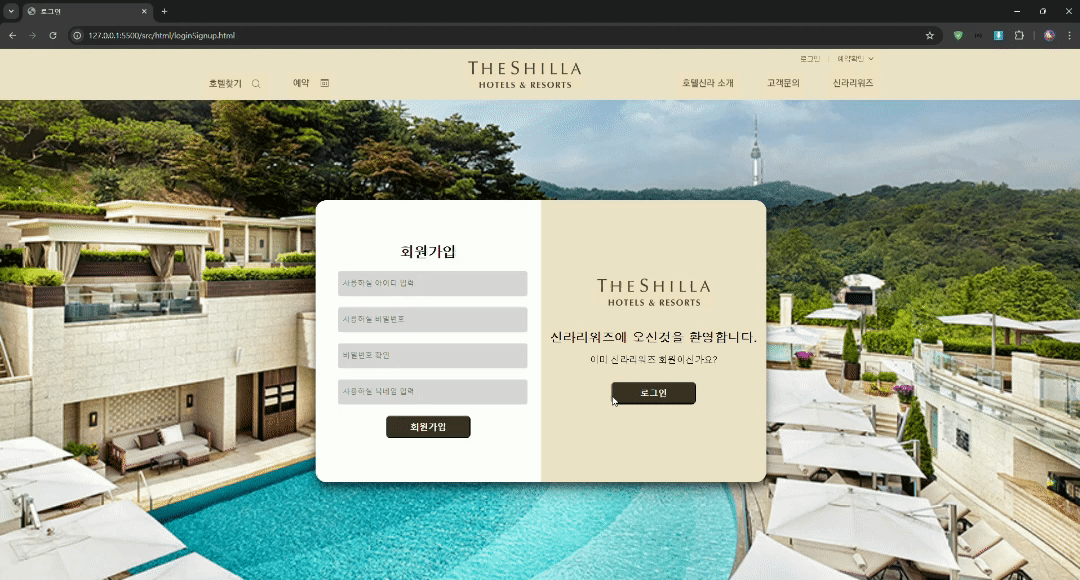 로그인
127.0.0.1:5500/src/html/loginSignup.html
로그인 | 예약확인
호텔찾기
예약
THE SHILLA
HOTELS & RESORTS
호텔신라 소개
고객문의
신라리워즈
회원가입
사용하실 아이디 입력
사용하실 비밀번호
비밀번호 확인
사용하실 닉네임 입력
회원가입
THE SHILLA
HOTELS & RESORTS
신라리워즈에 오신것을 환영합니다.
이미 신라리워즈 회원이신가요?
로그인